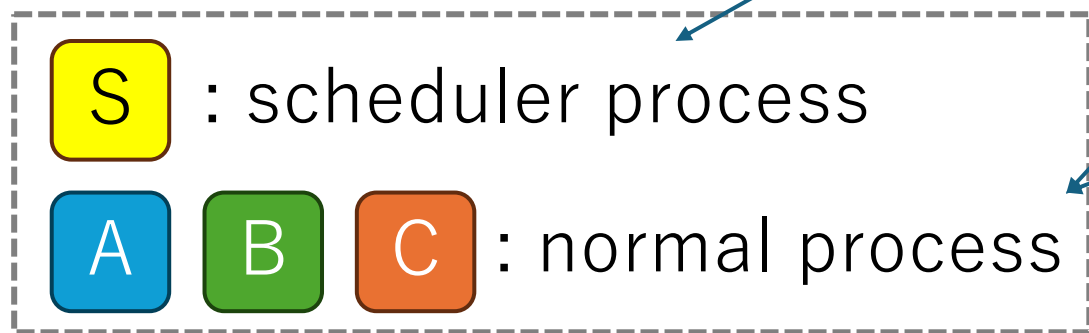 S : scheduler process
A B C : normal process